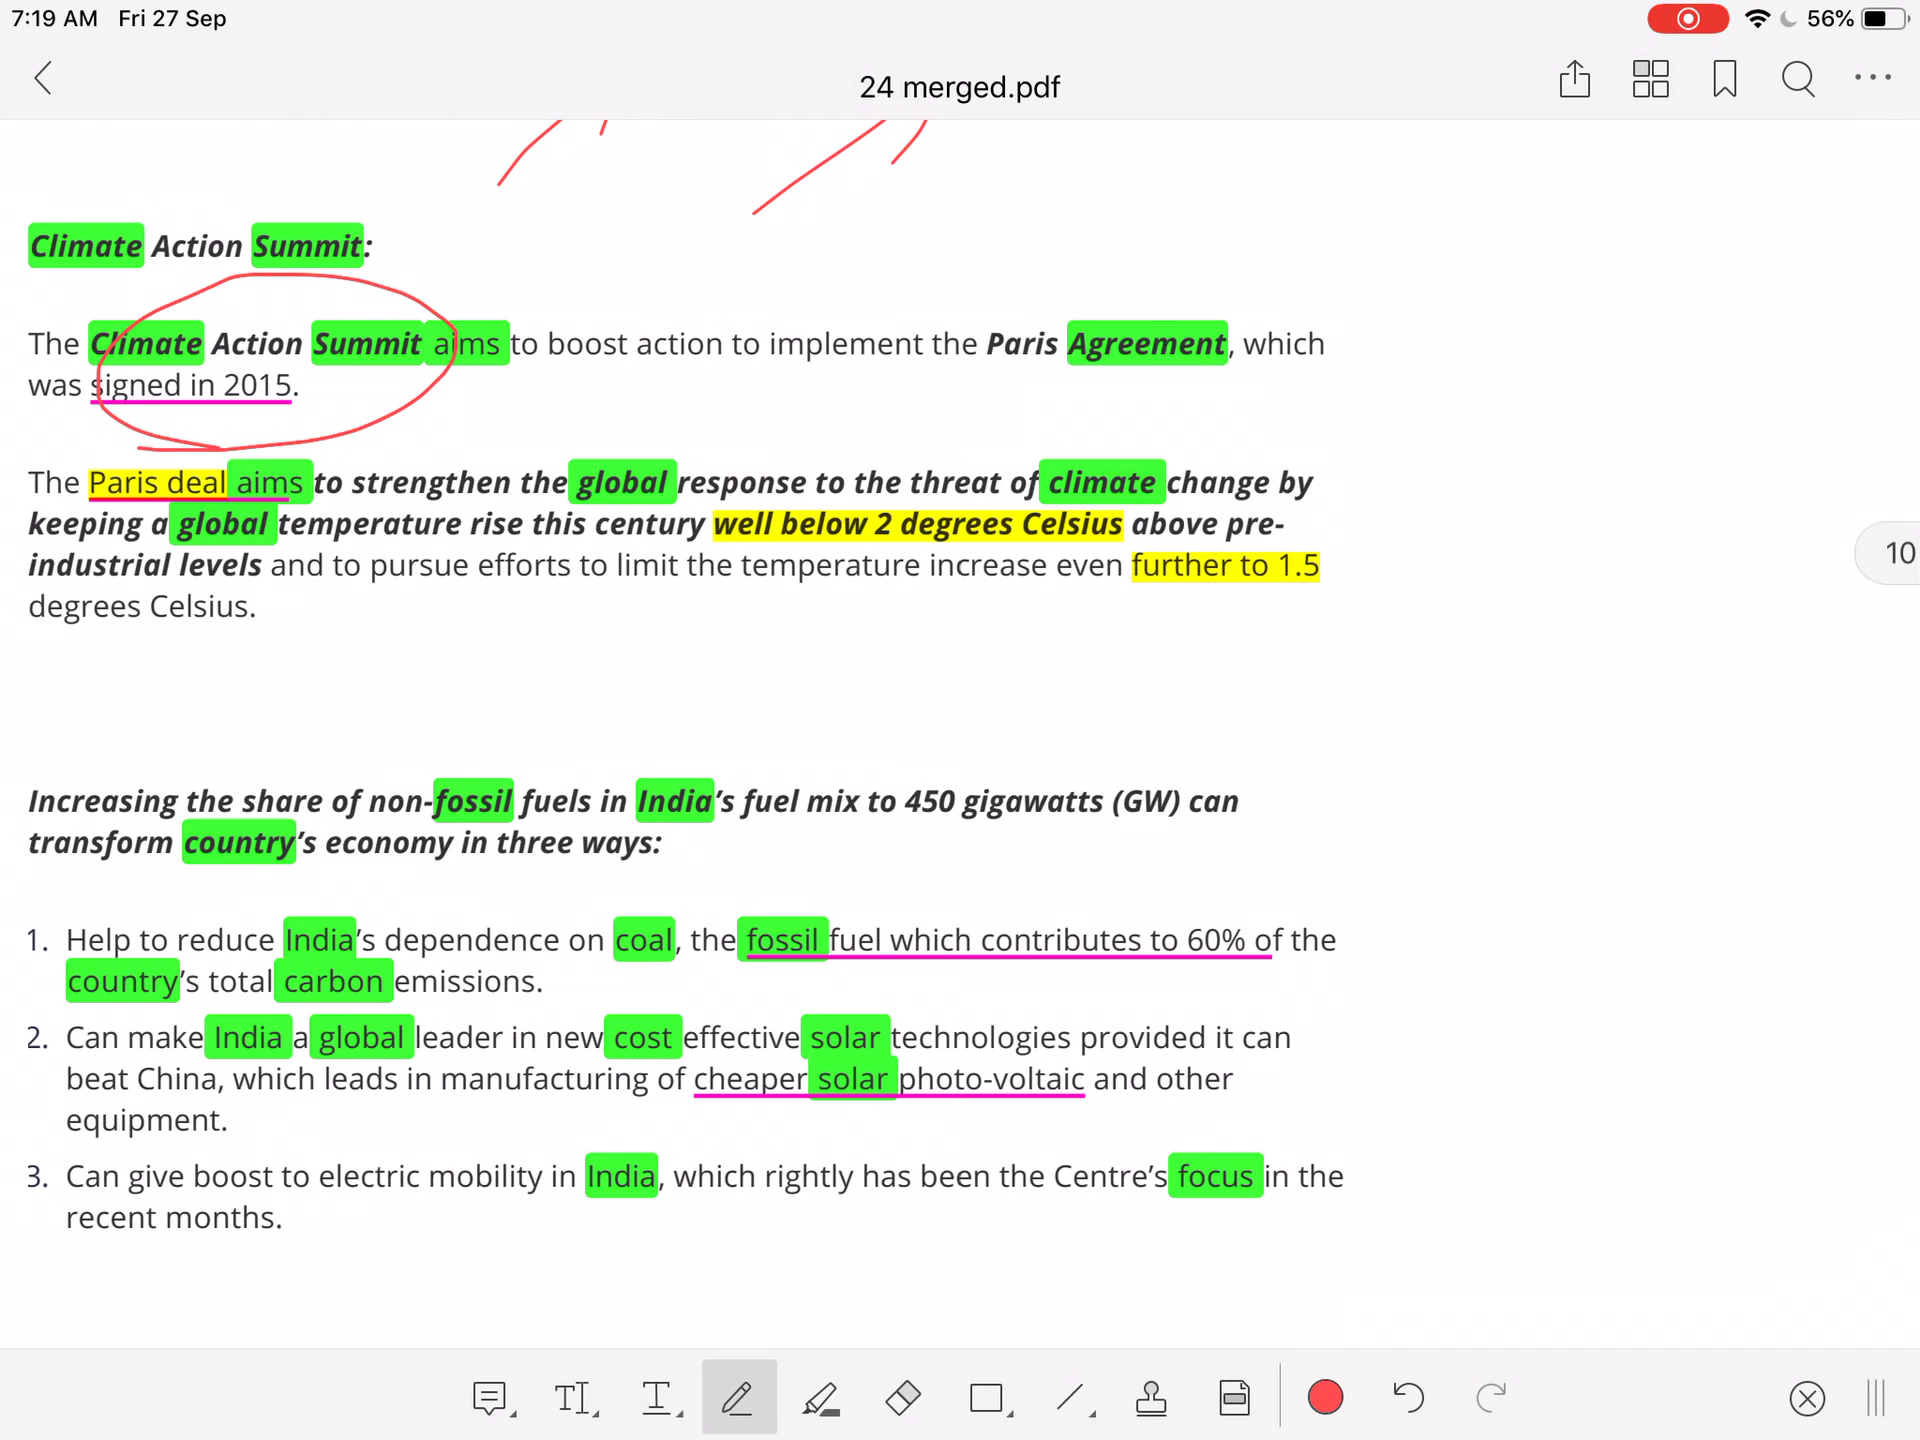 7:19 AM Fri 27 Sep
56%
24 merged.pdf
Climate Action Summit:
The Climate Action Summit aims to boost action to implement the Paris Agreement, which
was signed in 2015.
The Paris deal aims to strengthen the global response to the threat of climate change by
keeping a global temperature rise this century well below 2 degrees Celsius above pre-
industrial levels and to pursue efforts to limit the temperature increase even further to 1.5
degrees Celsius.
10
Increasing the share of non-fossil fuels in India's fuel mix to 450 gigawatts (GW) can
transform country's economy in three ways:
1. Help to reduce India's dependence on coal, the fossil fuel which contributes to 60% of the
country's total carbon emissions.
2. Can make India a global leader in new cost effective solar technologies provided it can
beat China, which leads in manufacturing of cheaper solar photo-voltaic and other
equipment.
3. Can give boost to electric mobility in India, which rightly has been the Centre's focus in the
recent months.